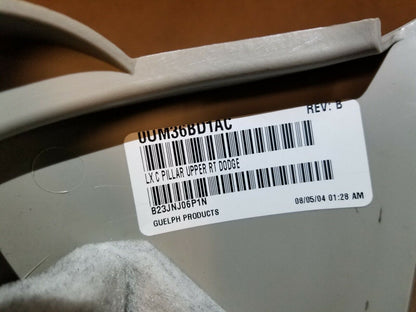 0UM36BD1AC
REV: B
LX.C PILLAR UPPER RT DODGE
B23JNJ06P1N
GUELPH PRODUCTS
08/05/04 01:28 AM